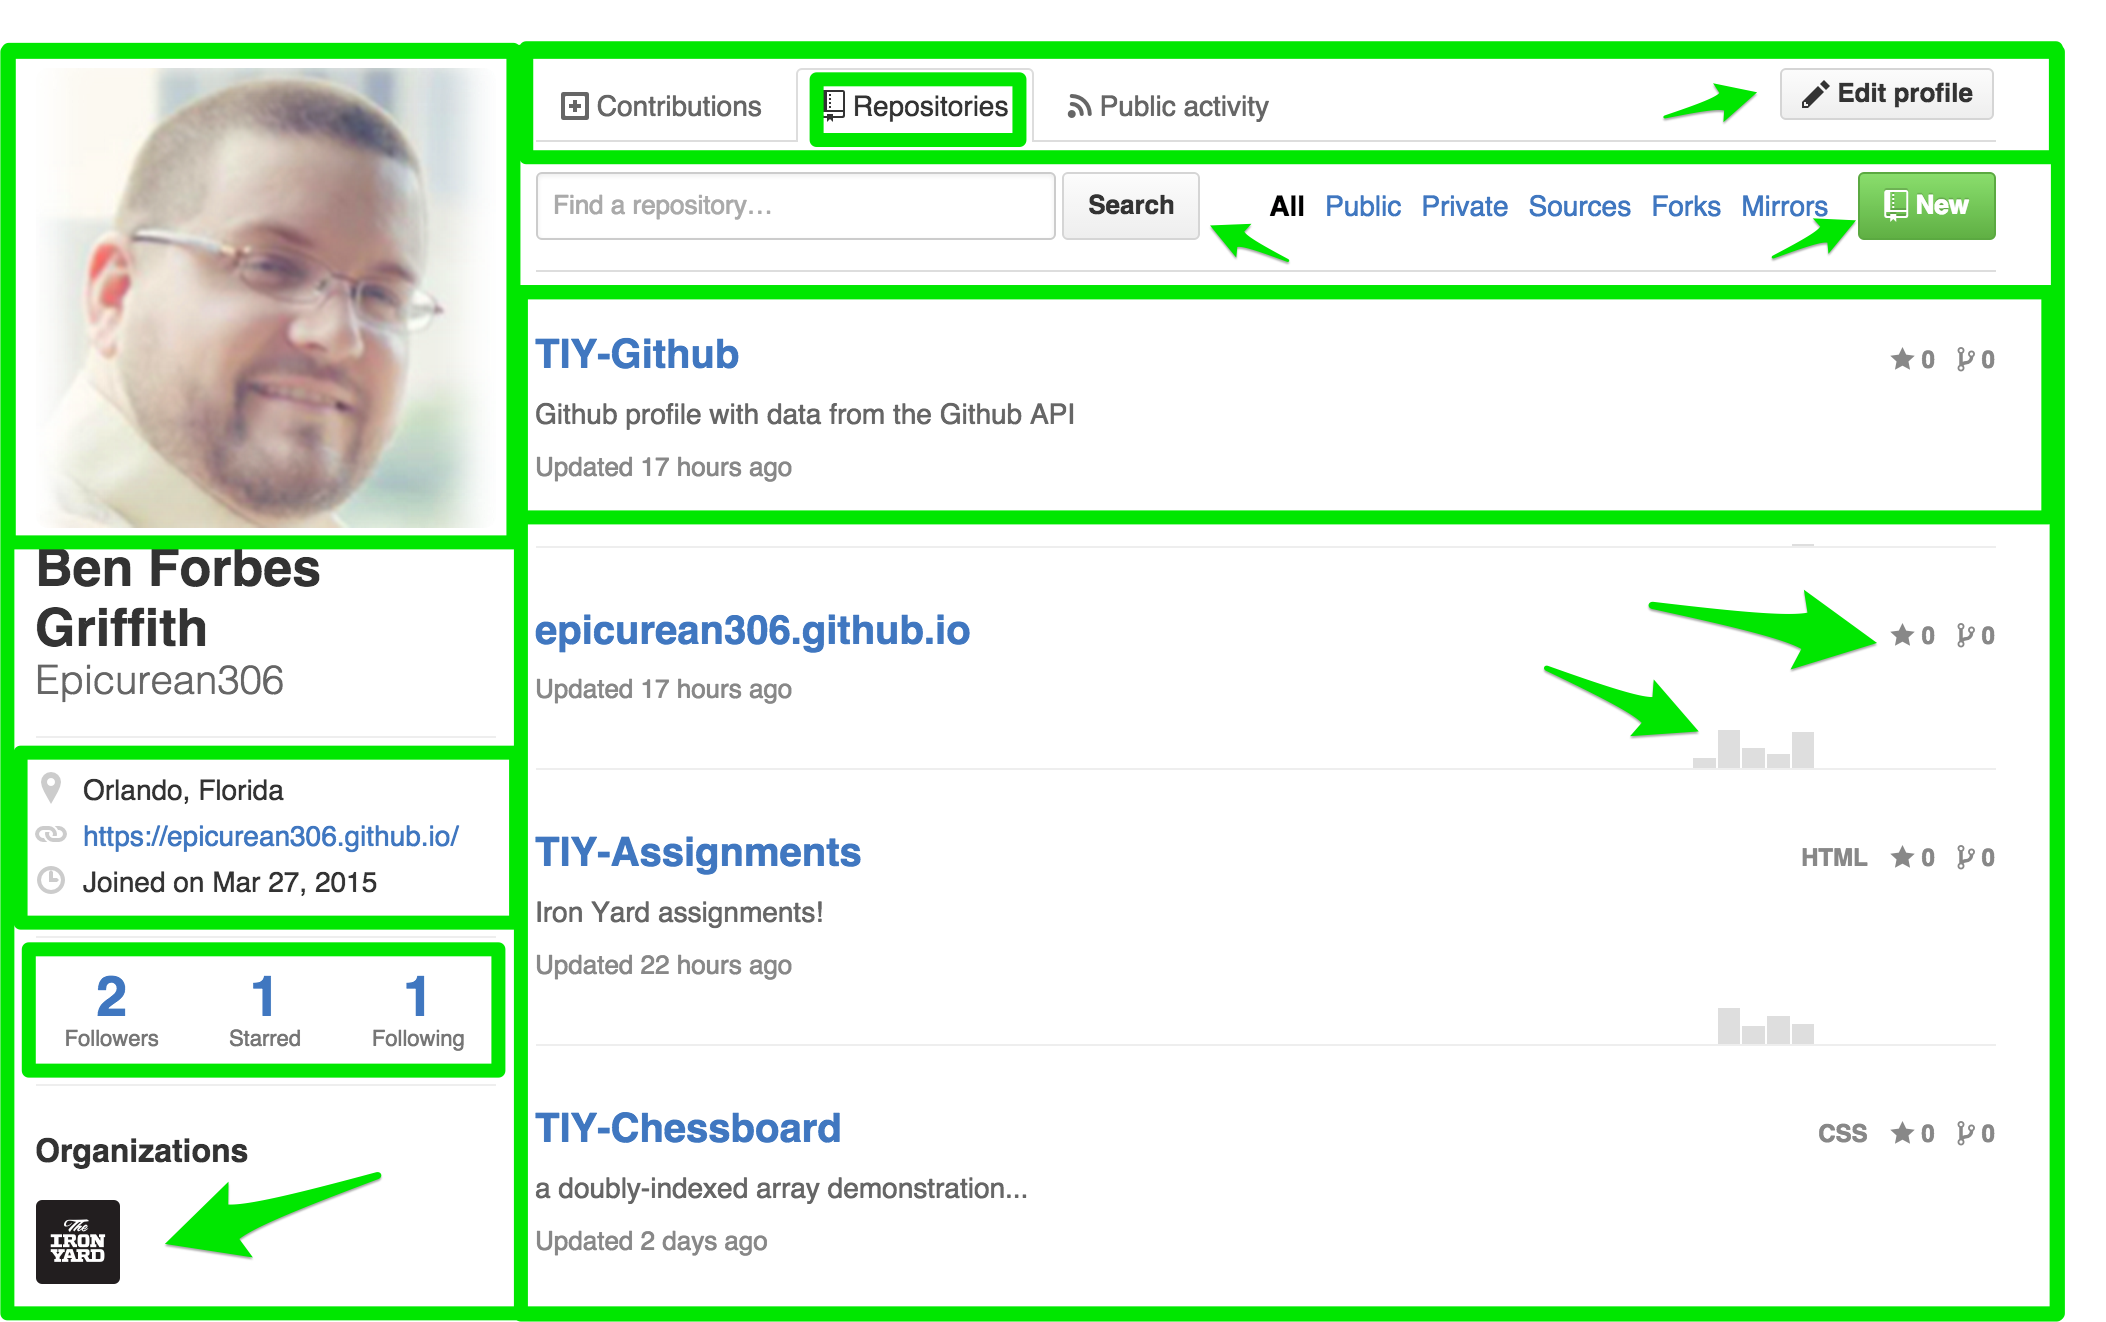 Contributions
Repositories
Public activity
Edit profile
Find a repository…
Search
All Public Private Sources Forks Mirrors
New
TIY-Github
0 0
Github profile with data from the Github API
Updated 17 hours ago
epicurean306.github.io
0 0
Updated 17 hours ago
TIY-Assignments
HTML 0 0
Iron Yard assignments!
Updated 22 hours ago
TIY-Chessboard
CSS 0 0
a doubly-indexed array demonstration...
Updated 2 days ago
Ben Forbes
Griffith
Epicurean306
Orlando, Florida
https://epicurean306.github.io/
Joined on Mar 27, 2015
2 1 1
Followers Starred Following
Organizations
The
IRON
YARD